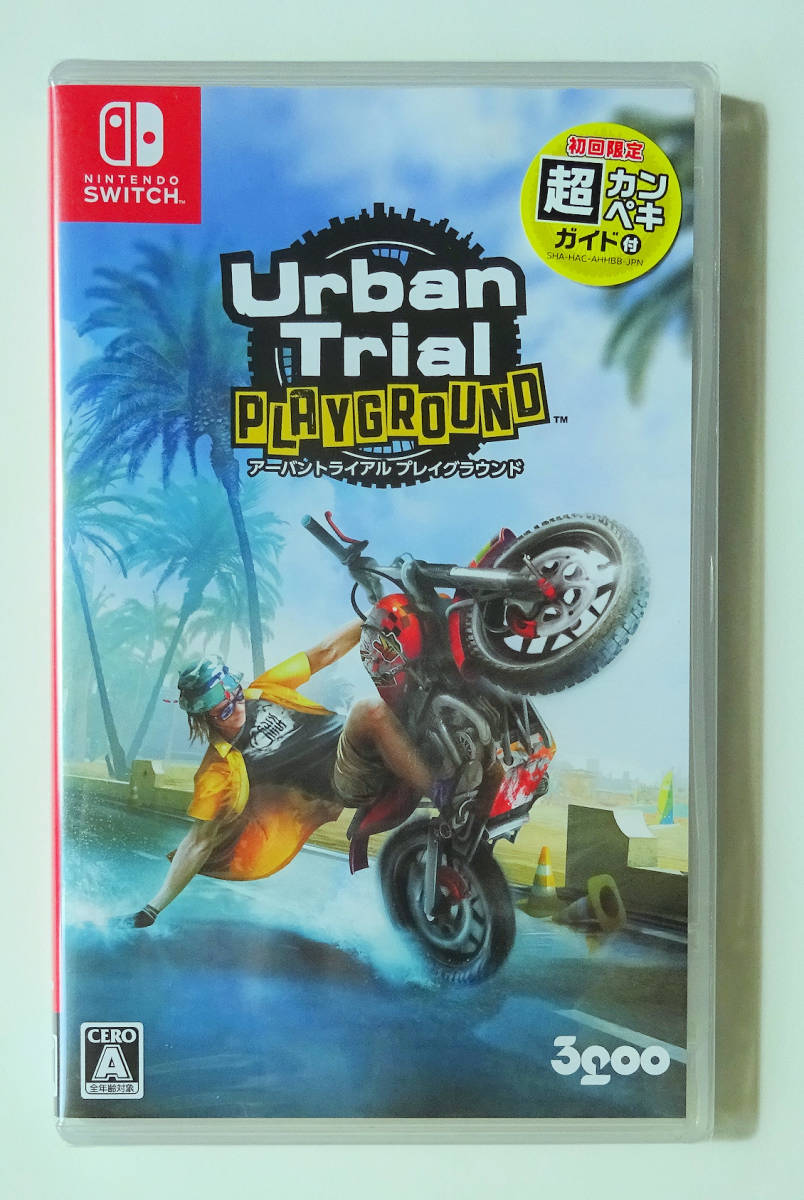 NINTENDO
SWITCH™
初回限定
超カンペキ
ガイド付
SHA-HAC-AHHBB-JPN
Urban
Trial
PLAYGROUND™
アーバントライアル プレイグラウンド
CERO
A
全年齢対象
3goo